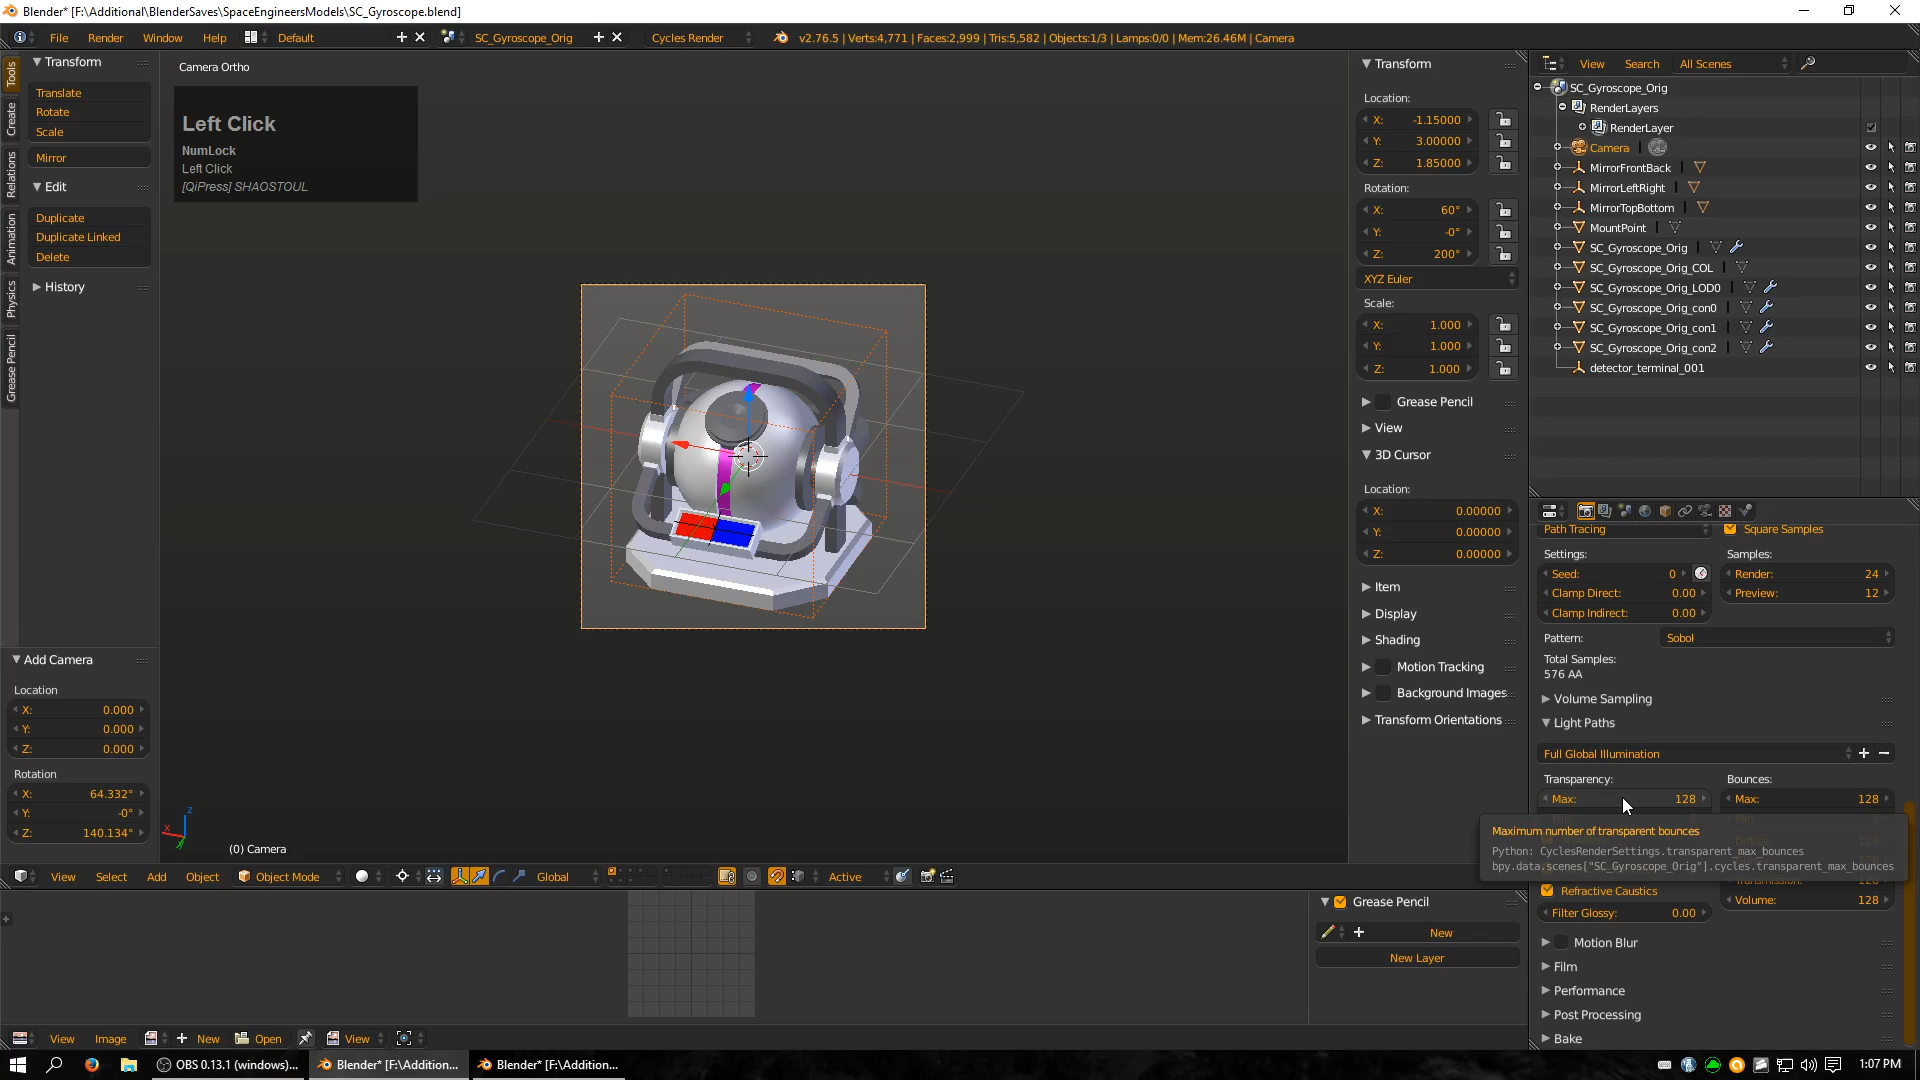 Blender* [F:\Additional\BlenderSaves\SpaceEngineersModels\SC_Gyroscope.blend]
File Render Window Help Default SC_Gyroscope_Orig Cycles Render v2.76.5 | Verts:4,771 | Faces:2,999 | Tris:5,582 | Objects:1/3 | Lamps:0/0 | Mem:26.46M | Camera
Tools
Create
Relations
Animation
Physics
Grease Pencil
Transform
Translate
Rotate
Scale
Mirror
Edit
Duplicate
Duplicate Linked
Delete
History
Add Camera
Location
X: 0.000
Y: 0.000
Z: 0.000
Rotation
X: 64.332°
Y: -0°
Z: 140.134°
Camera Ortho
Left Click
NumLock
Left Click
[QiPress] SHAOSTOUL
z
x
y
(0) Camera
View Select Add Object Object Mode Global Active
Transform
Location:
X: -1.15000
Y: 3.00000
Z: 1.85000
Rotation:
X: 60°
Y: -0°
Z: 200°
XYZ Euler
Scale:
X: 1.000
Y: 1.000
Z: 1.000
Grease Pencil
View
3D Cursor
Location:
X: 0.00000
Y: 0.00000
Z: 0.00000
Item
Display
Shading
Motion Tracking
Background Images
Transform Orientations
View Search All Scenes
SC_Gyroscope_Orig
RenderLayers
RenderLayer
Camera
MirrorFrontBack
MirrorLeftRight
MirrorTopBottom
MountPoint
SC_Gyroscope_Orig
SC_Gyroscope_Orig_COL
SC_Gyroscope_Orig_LOD0
SC_Gyroscope_Orig_con0
SC_Gyroscope_Orig_con1
SC_Gyroscope_Orig_con2
detector_terminal_001
Path Tracing Square Samples
Settings: Samples:
Seed: 0 Render: 24
Clamp Direct: 0.00 Preview: 12
Clamp Indirect: 0.00
Pattern: Sobol
Total Samples:
576 AA
Volume Sampling
Light Paths
Full Global Illumination
Transparency: Bounces:
Max: 128 Max: 128
Maximum number of transparent bounces
Python: CyclesRenderSettings.transparent_max_bounces
bpy.data.scenes["SC_Gyroscope_Orig"].cycles.transparent_max_bounces
Refractive Caustics Volume: 128
Filter Glossy: 0.00
Motion Blur
Film
Performance
Post Processing
Bake
Grease Pencil
New
New Layer
View Image New Open View
OBS 0.13.1 (windows)... Blender* [F:\Addition... Blender* [F:\Addition... 1:07 PM